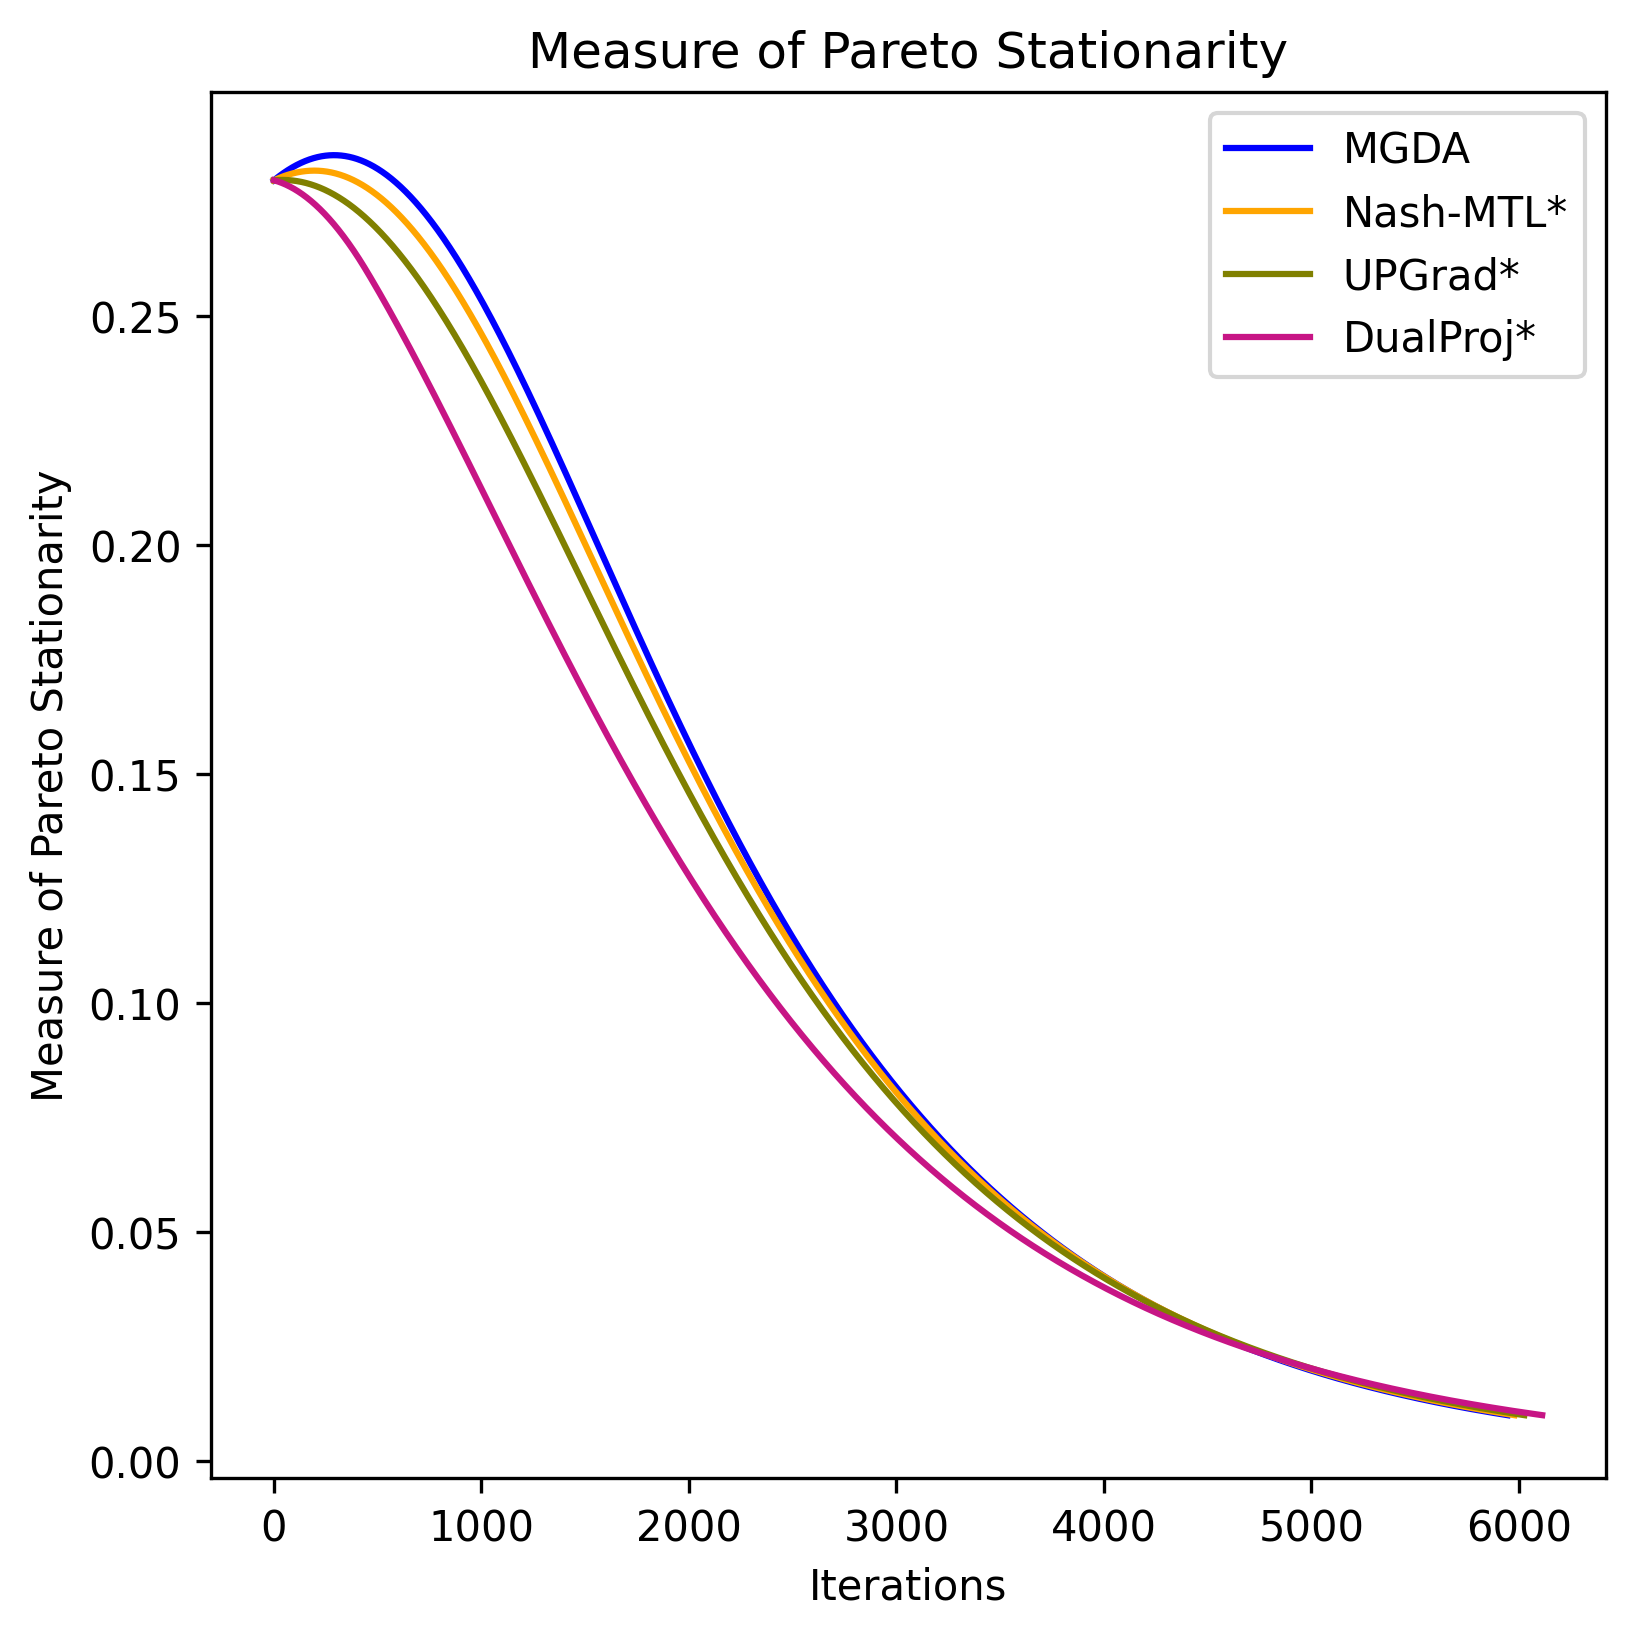 Measure of Pareto Stationarity
MGDA
Nash-MTL*
UPGrad*
DualProj*
Measure of Pareto Stationarity
0.25
0.20
0.15
0.10
0.05
0.00
0 1000 2000 3000 4000 5000 6000
Iterations